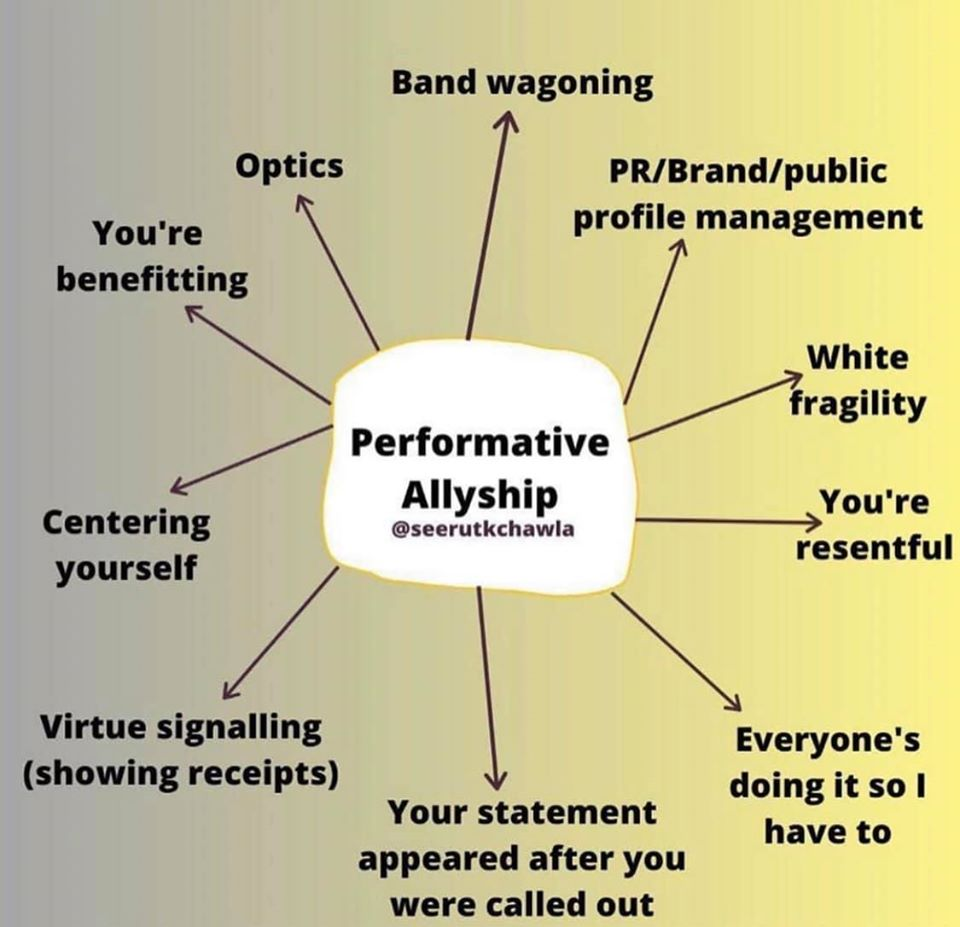 Band wagoning
Optics
PR/Brand/public
profile management
You're
benefitting
White
fragility
Performative
Allyship
@seerutkchawla
You're
resentful
Centering
yourself
Virtue signalling
(showing receipts)
Everyone's
doing it so I
have to
Your statement
appeared after you
were called out